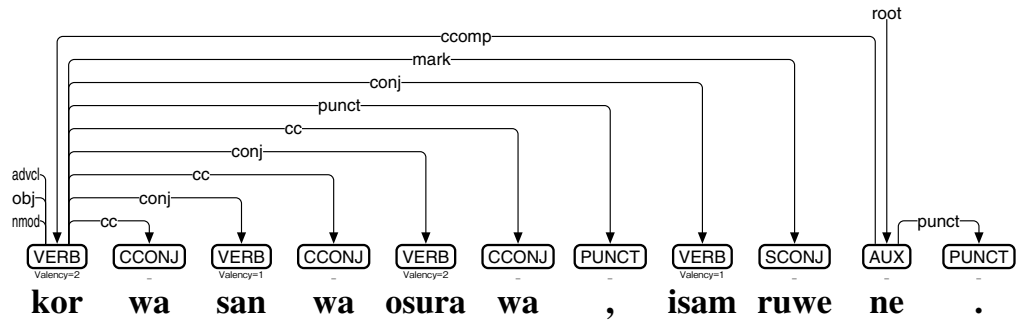 root
ccomp
mark
conj
punct
cc
conj
advcl cc
obj conj
nmod cc punct
VERB CCONJ VERB CCONJ VERB CCONJ PUNCT VERB SCONJ AUX PUNCT
Valency=2 _ Valency=1 _ Valency=2 _ _ Valency=1 _ _ _
kor wa san wa osura wa , isam ruwe ne .